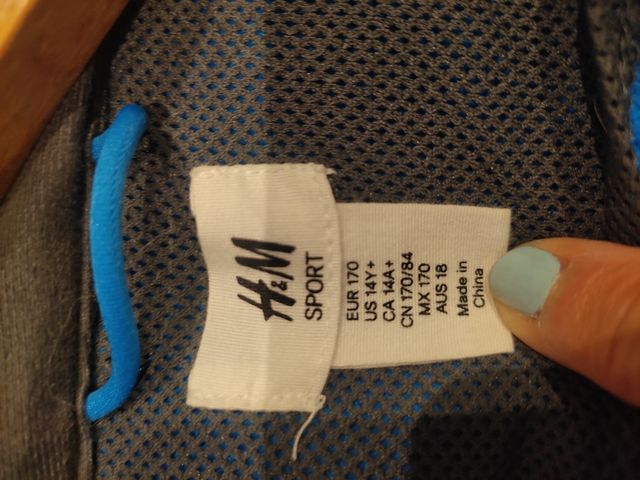 H&M
SPORT
EUR 170
US 14Y+
CA 14A+
CN 170/84
MX 170
AUS 18
Made in
China